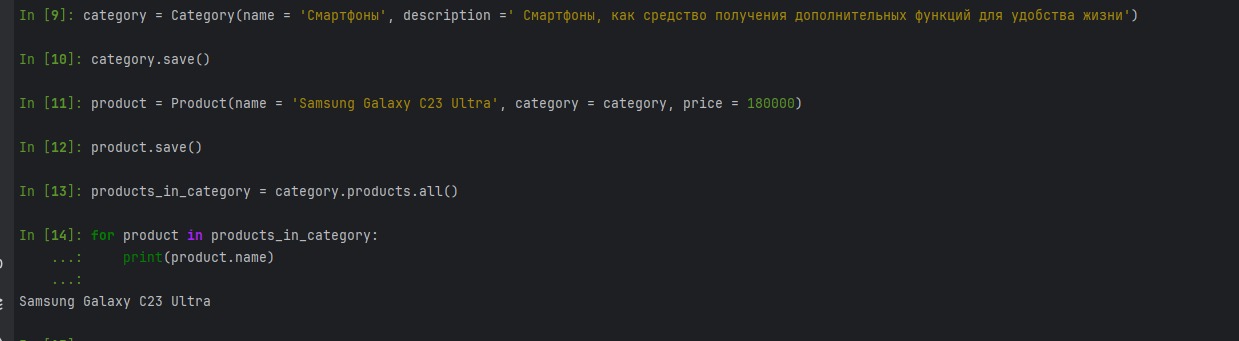 In [9]: category = Category(name = 'Смартфоны', description =' Смартфоны, как средство получения дополнительных функций для удобства жизни')
In [10]: category.save()
In [11]: product = Product(name = 'Samsung Galaxy C23 Ultra', category = category, price = 180000)
In [12]: product.save()
In [13]: products_in_category = category.products.all()
In [14]: for product in products_in_category:
    ...:     print(product.name)
    ...:
Samsung Galaxy C23 Ultra